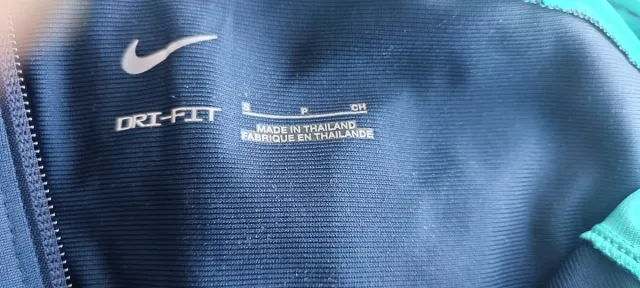 DRI-FIT
S P CH
MADE IN THAILAND
FABRIQUE EN THAILANDE